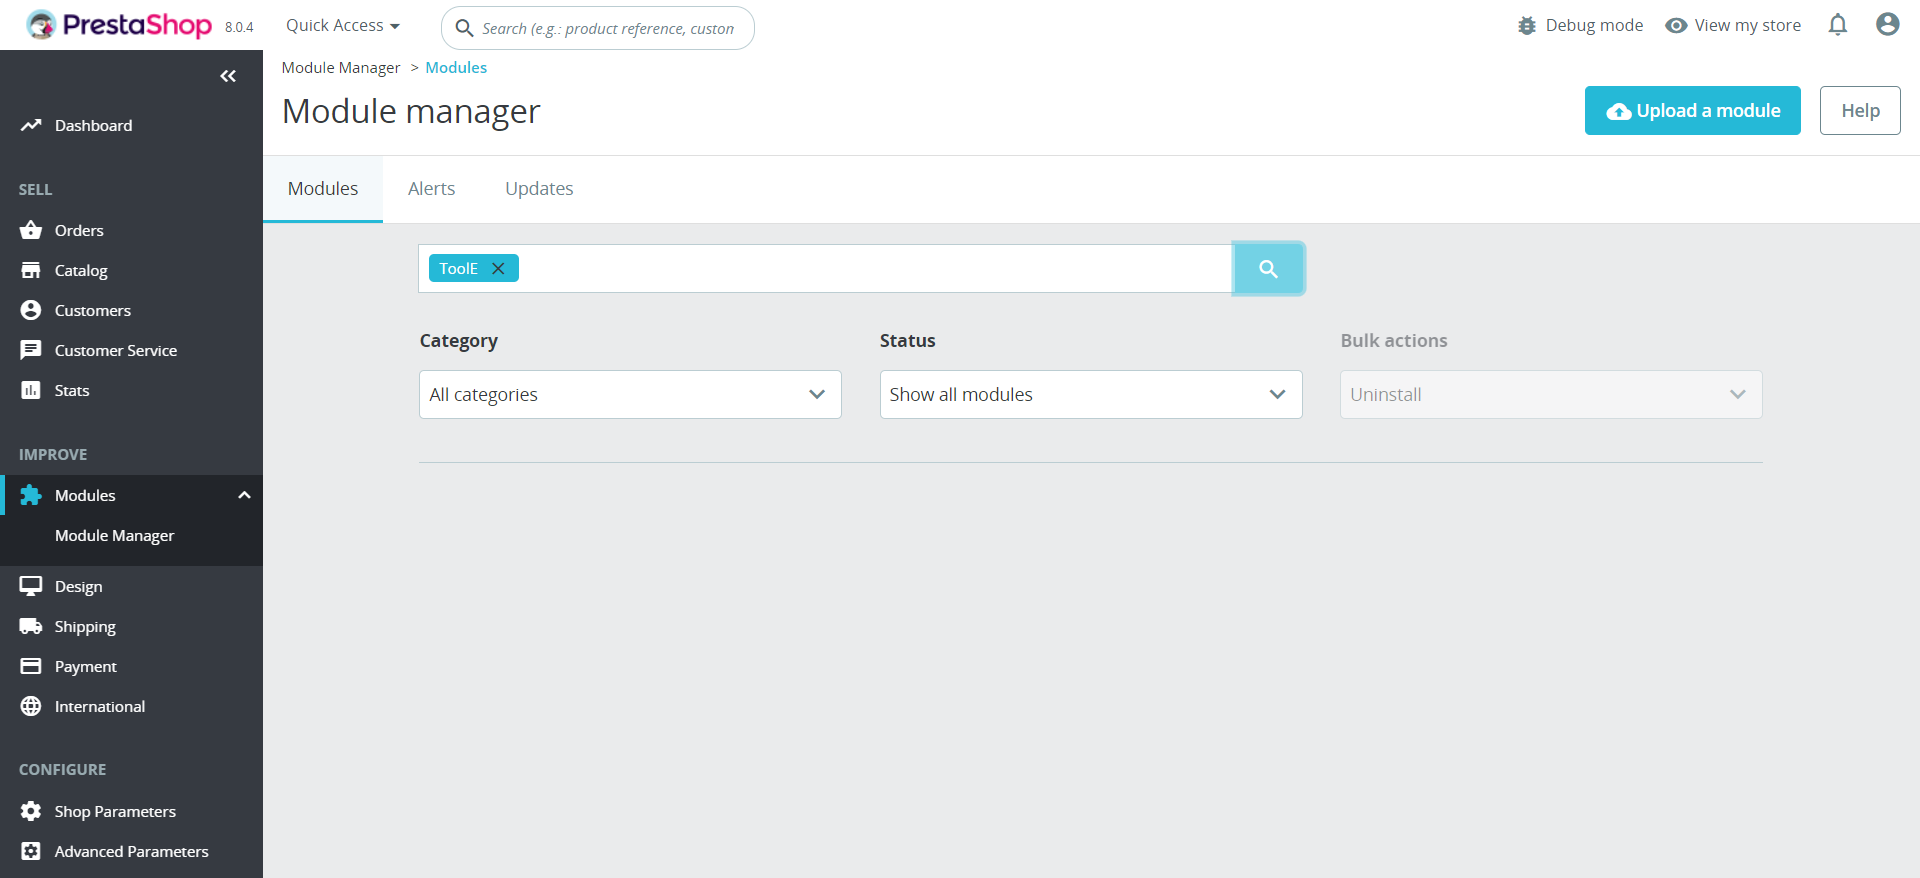 PrestaShop 8.0.4
Quick Access
Search (e.g.: product reference, custon
Debug mode
View my store
Module Manager > Modules
Module manager
Upload a module
Help
Dashboard
SELL
Orders
Catalog
Customers
Customer Service
Stats
IMPROVE
Modules
Module Manager
Design
Shipping
Payment
International
CONFIGURE
Shop Parameters
Advanced Parameters
Modules
Alerts
Updates
ToolE
Category
Status
Bulk actions
All categories
Show all modules
Uninstall